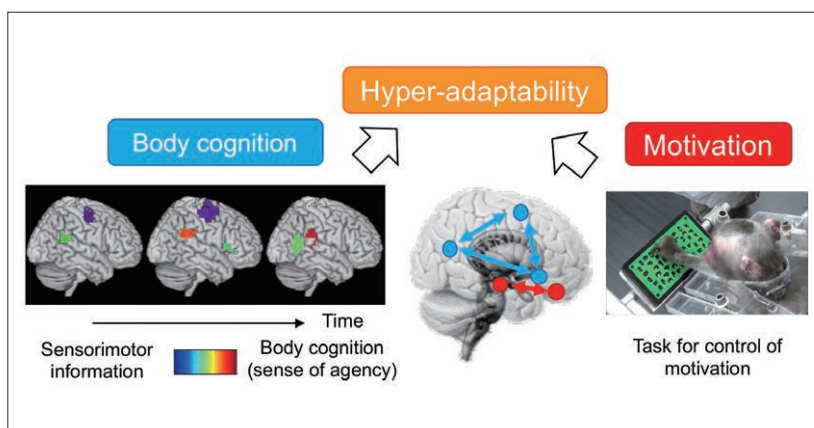 Hyper-adaptability
Body cognition
Motivation
Time
Sensorimotor
information
Body cognition
(sense of agency)
Task for control of
motivation